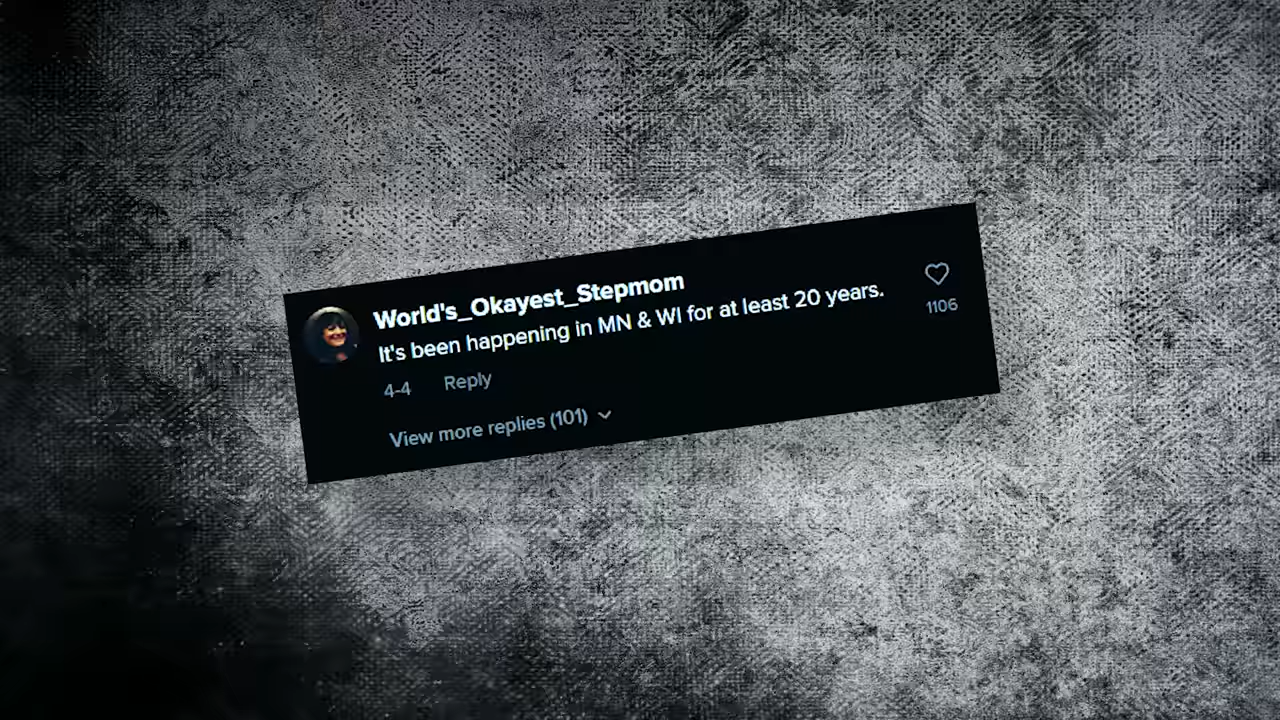 World's_Okayest_Stepmom
It's been happening in MN & WI for at least 20 years.
1106
4-4 Reply
View more replies (101)